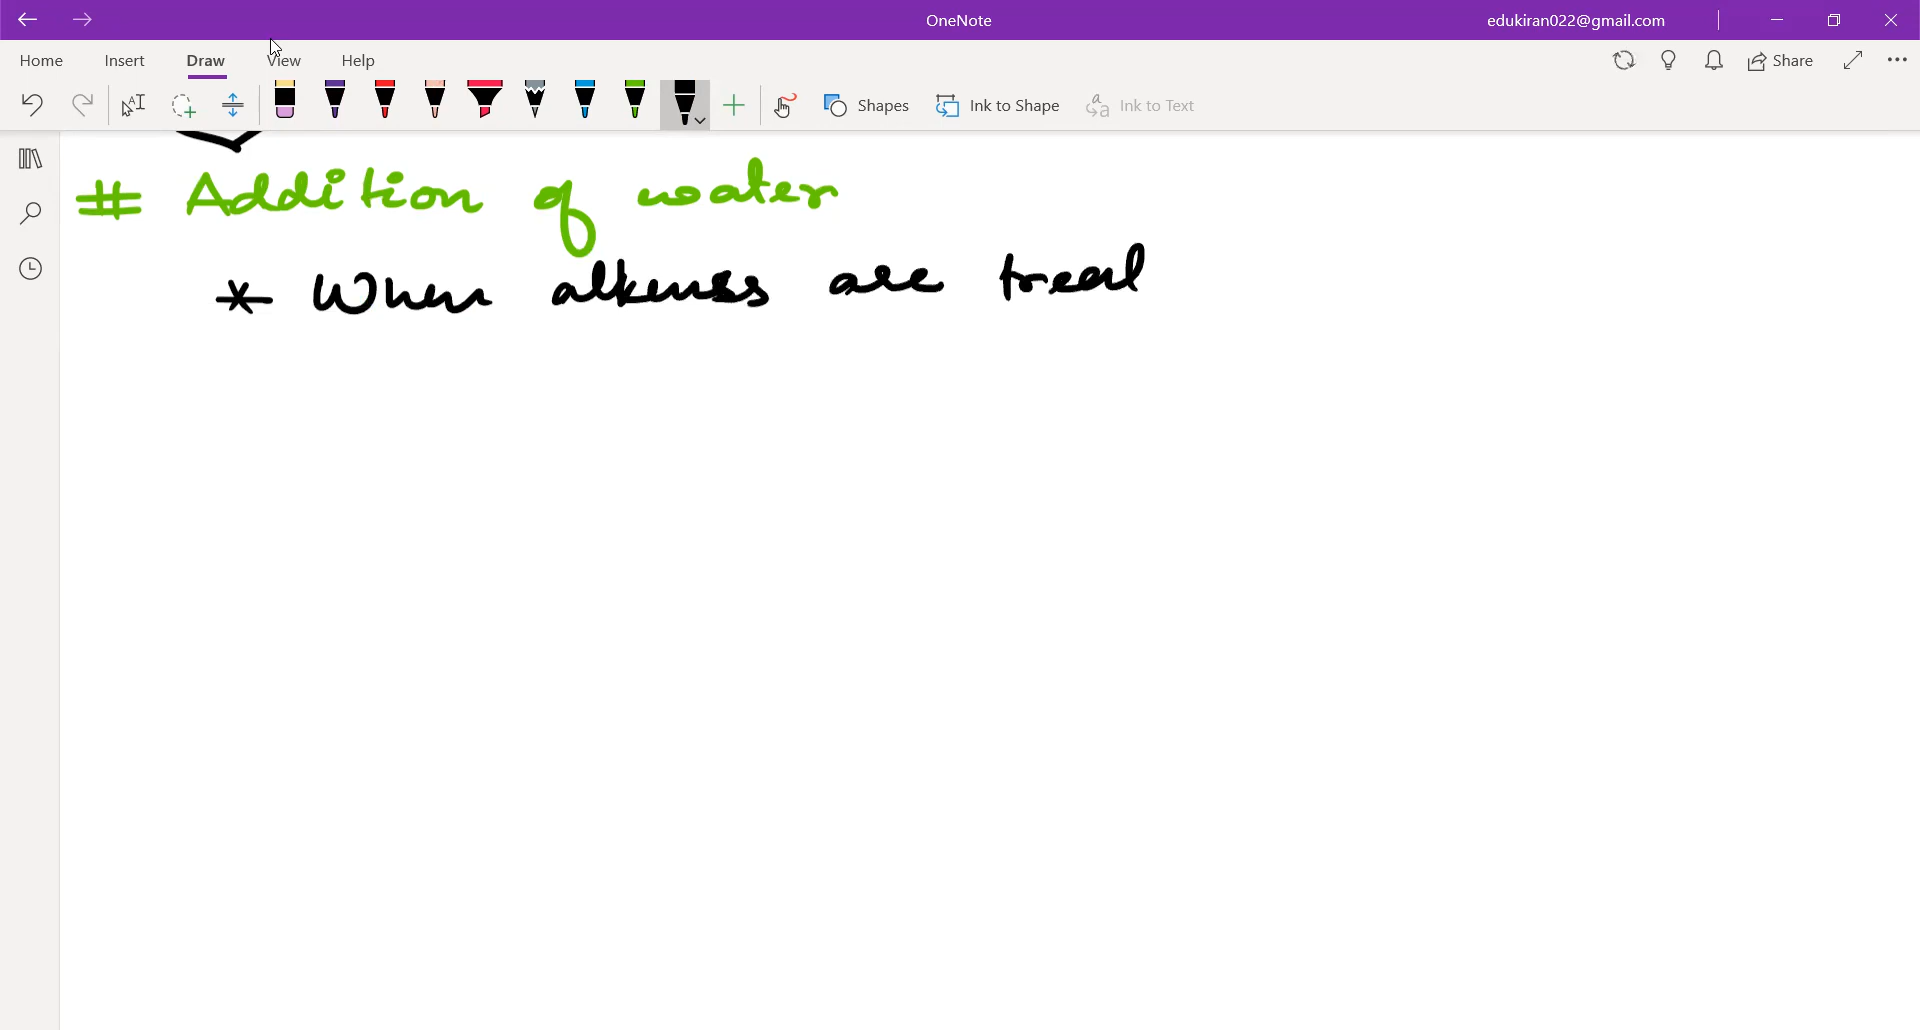 OneNote
edukiran022@gmail.com
Home Insert Draw View Help Share
Shapes Ink to Shape Ink to Text
# Addition of water
* When alkenes are treat